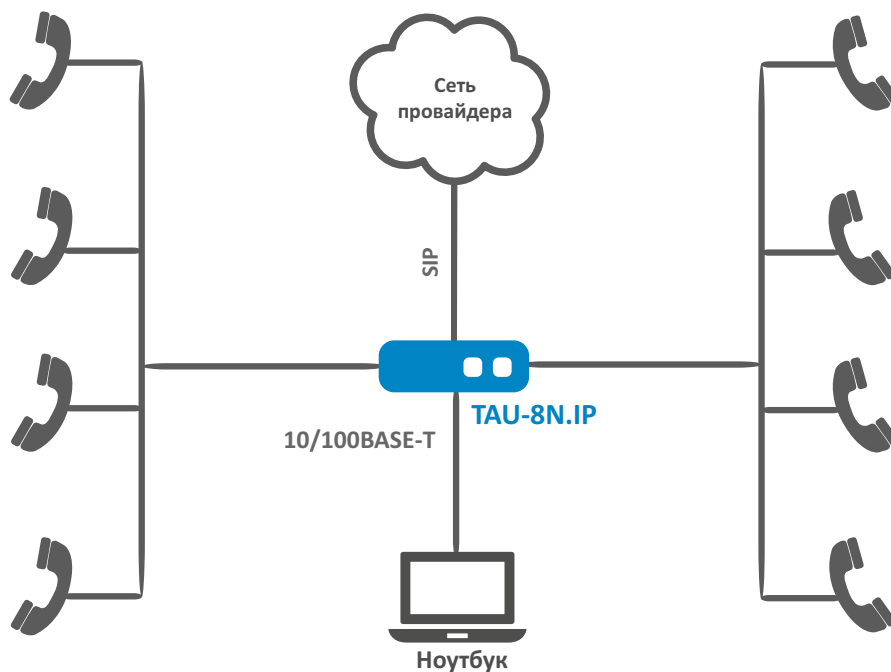 Сеть
провайдера
SIP
TAU-8N.IP
10/100BASE-T
Ноутбук